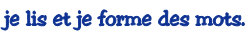 je lis et je forme des mots.